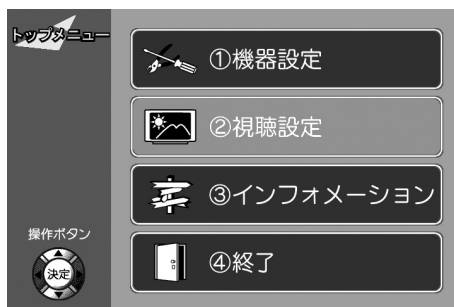 トップメニュー
①機器設定
②視聴設定
③インフォメーション
④終了
操作ボタン
決定